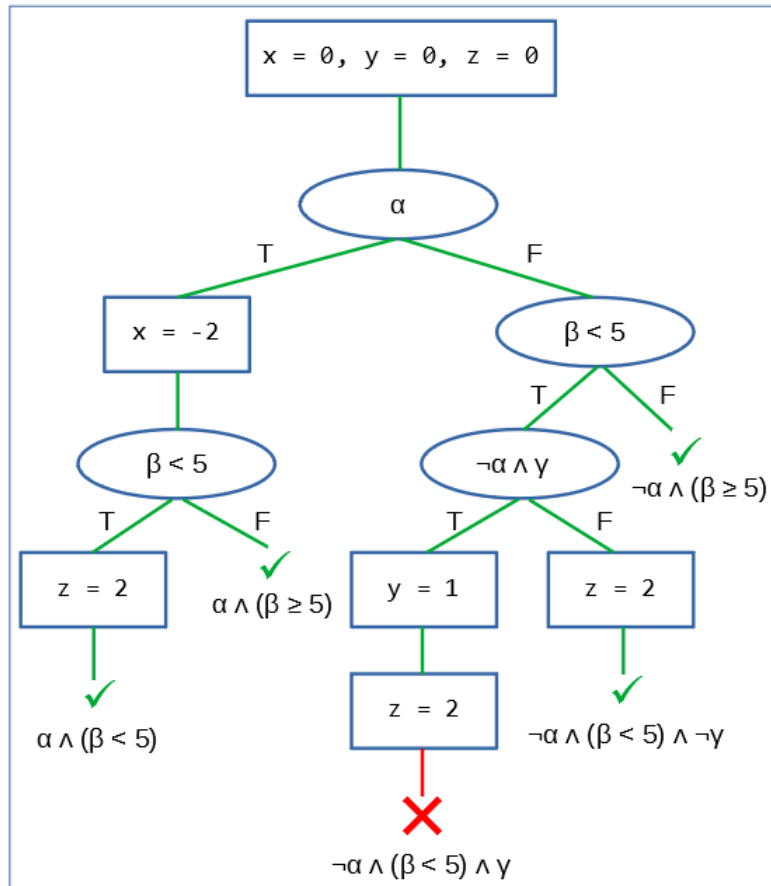 x = 0, y = 0, z = 0
α
T
F
x = -2
β < 5
T
F
β < 5
¬α ∧ γ
¬α ∧ (β ≥ 5)
T
F
T
F
z = 2
α ∧ (β ≥ 5)
y = 1
z = 2
α ∧ (β < 5)
z = 2
¬α ∧ (β < 5) ∧ ¬γ
¬α ∧ (β < 5) ∧ γ